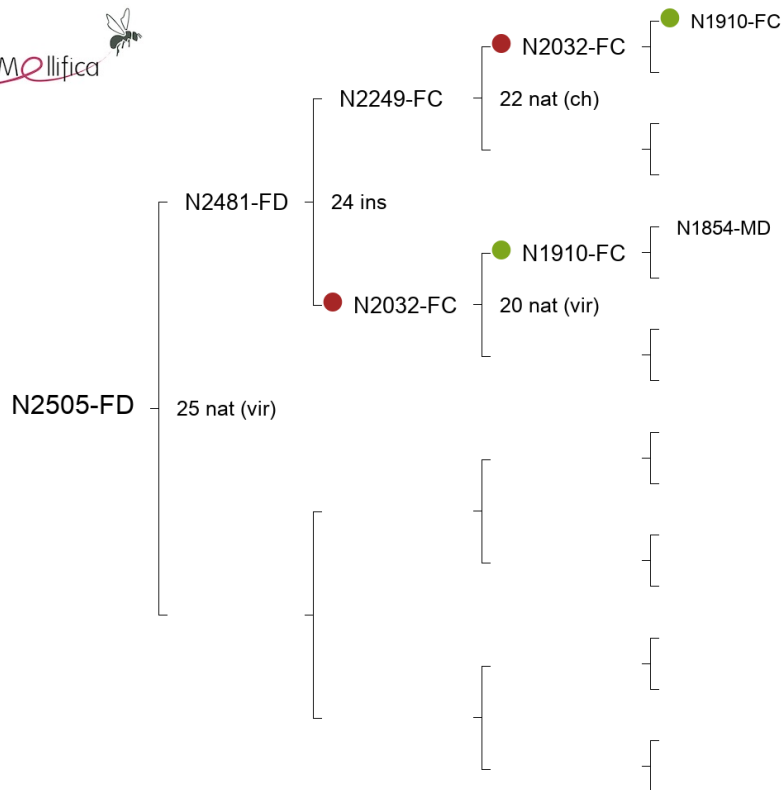 Mellifica
N1910-FC
N2032-FC
N2249-FC
22 nat (ch)
N2481-FD
24 ins
N1854-MD
N1910-FC
N2032-FC
20 nat (vir)
N2505-FD
25 nat (vir)